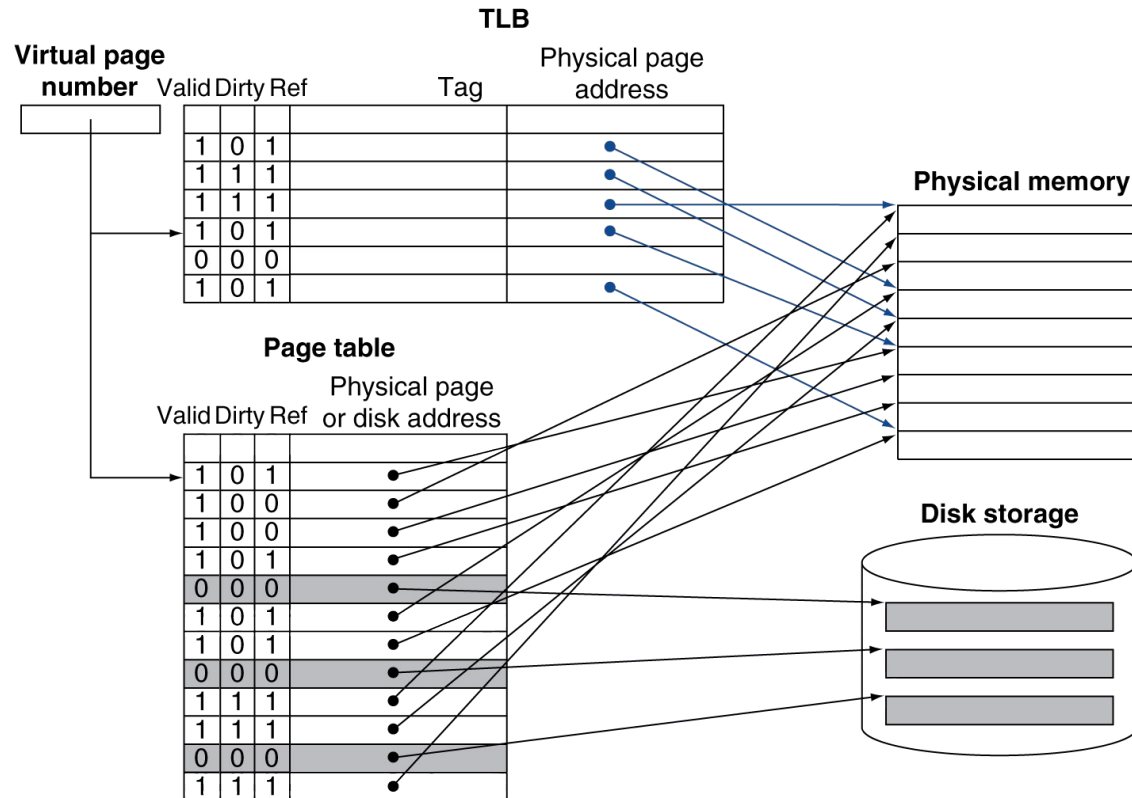 TLB
Virtual page
number
Physical page
address
Valid Dirty Ref Tag
1 0 1
1 1 1
1 1 1
1 0 1
0 0 0
1 0 1
Physical memory
Page table
Physical page
or disk address
Valid Dirty Ref
1 0 1
1 0 0
1 0 0
1 0 1
0 0 0
1 0 1
1 0 1
0 0 0
1 1 1
1 1 1
0 0 0
1 1 1
Disk storage